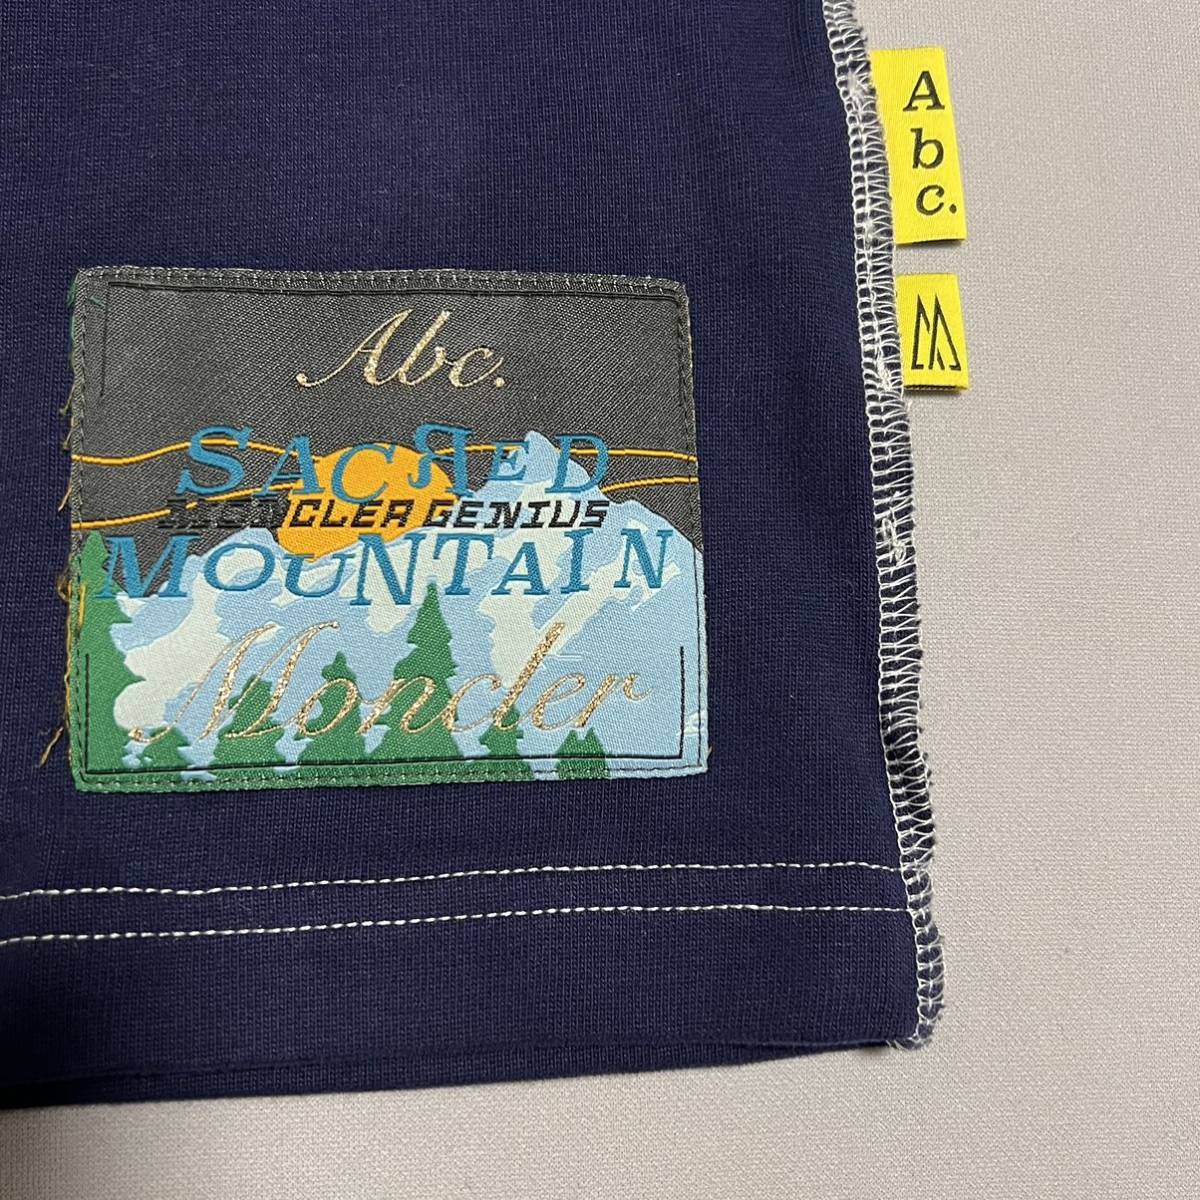 Abc.
SACRED
MONCLER GENIUS
MOUNTAIN
Moncler
Abc.
M